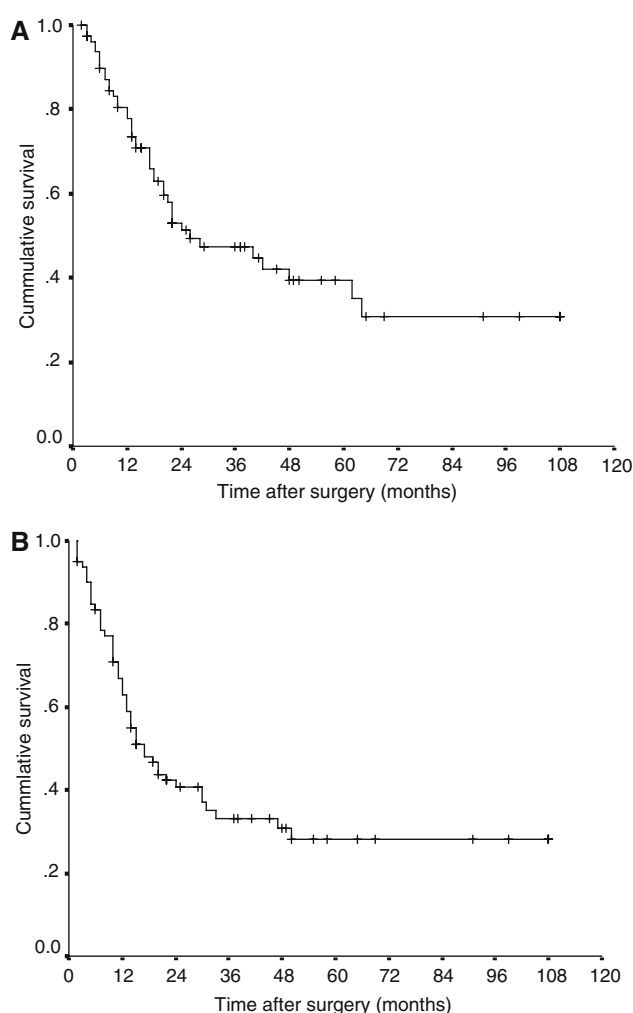 A
1.0
.8
.6
.4
.2
0.0
Cummulative survival
0 12 24 36 48 60 72 84 96 108 120
Time after surgery (months)
B
1.0
.8
.6
.4
.2
0.0
Cummlative survival
0 12 24 36 48 60 72 84 96 108 120
Time after surgery (months)